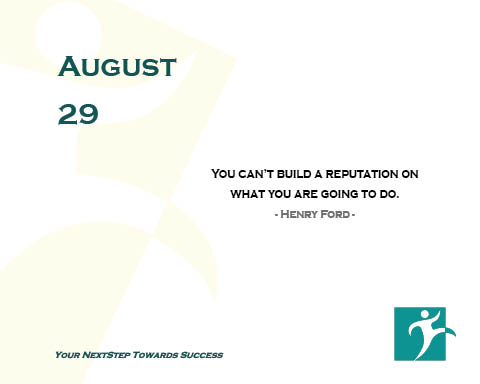 August
29
You can't build a reputation on
what you are going to do.
- Henry Ford -
Your NextStep Towards Success